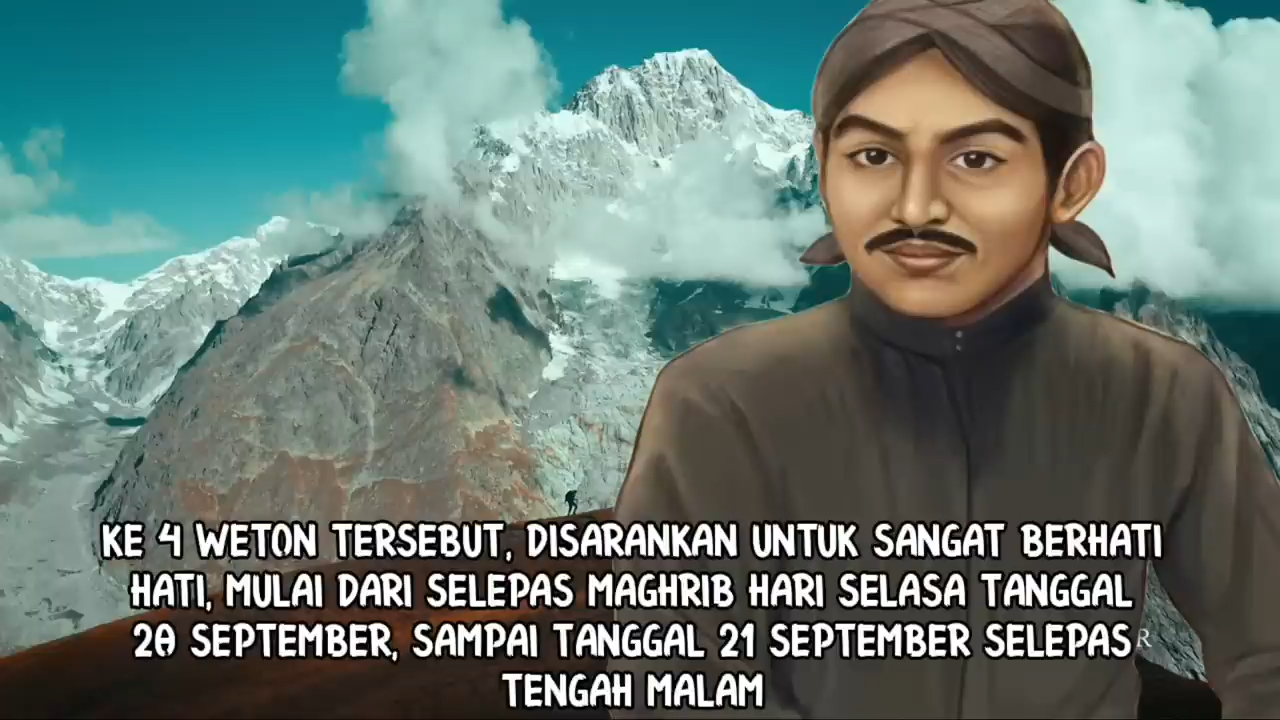 KE 4 WETON TERSEBUT, DISARANKAN UNTUK SANGAT BERHATI
HATI, MULAI DARI SELEPAS MAGHRIB HARI SELASA TANGGAL
20 SEPTEMBER, SAMPAI TANGGAL 21 SEPTEMBER SELEPAS
TENGAH MALAM